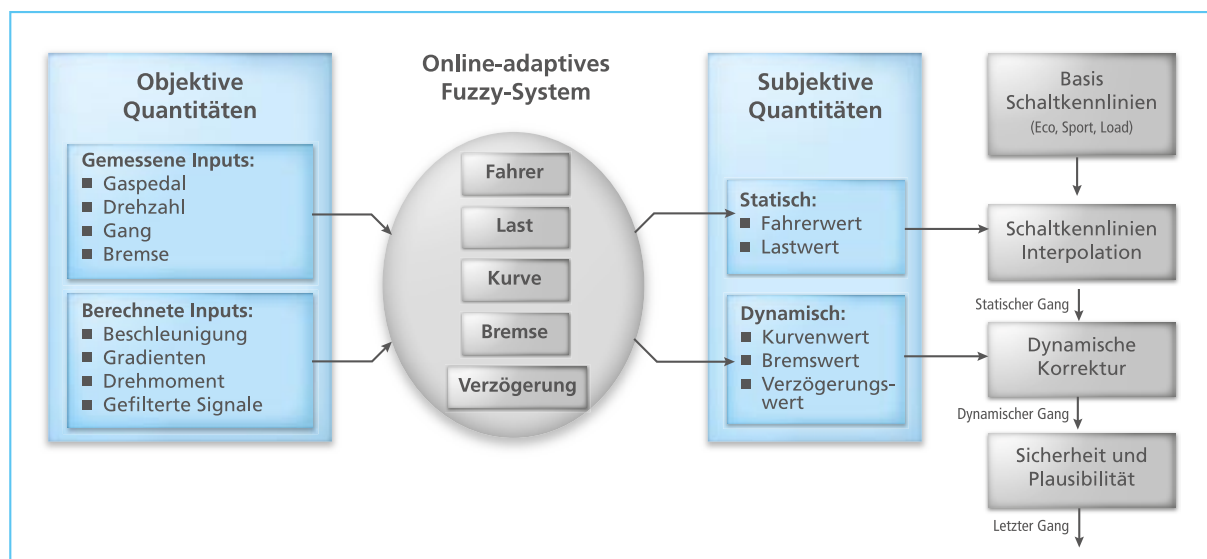 Objektive
Quantitäten
Gemessene Inputs:
■ Gaspedal
■ Drehzahl
■ Gang
■ Bremse
Berechnete Inputs:
■ Beschleunigung
■ Gradienten
■ Drehmoment
■ Gefilterte Signale
Online-adaptives
Fuzzy-System
Fahrer
Last
Kurve
Bremse
Verzögerung
Subjektive
Quantitäten
Statisch:
■ Fahrerwert
■ Lastwert
Dynamisch:
■ Kurvenwert
■ Bremswert
■ Verzögerungs-
wert
Basis
Schaltkennlinien
(Eco, Sport, Load)
Schaltkennlinien
Interpolation
Statischer Gang
Dynamische
Korrektur
Dynamischer Gang
Sicherheit und
Plausibilität
Letzter Gang